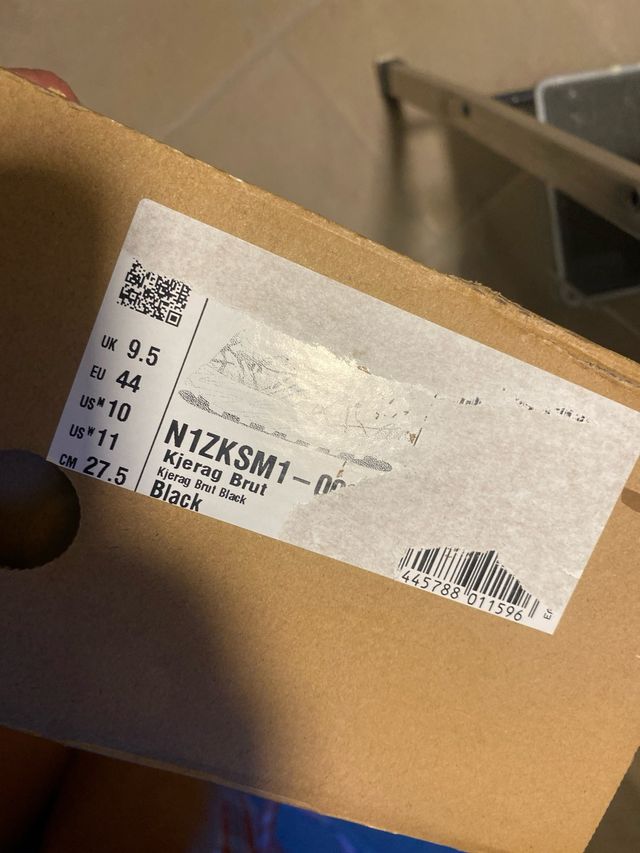 UK 9.5
EU 44
US M 10
US W 11
CM 27.5
N1ZKSM1-00
Kjerag Brut
Kjerag Brut Black
Black
445788 011596